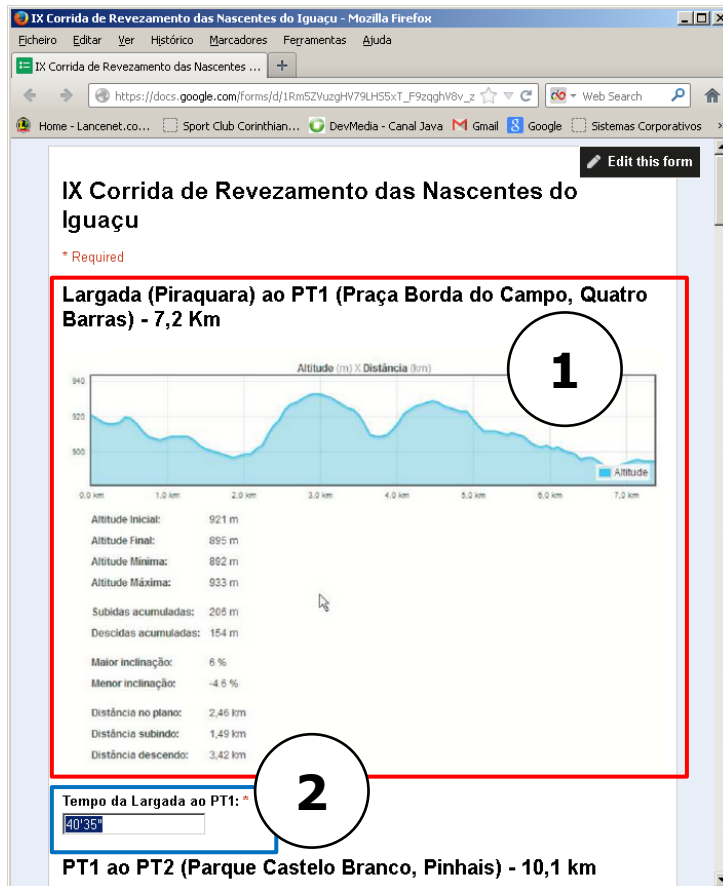 IX Corrida de Revezamento das Nascentes do Iguaçu - Mozilla Firefox
Ficheiro Editar Ver Histórico Marcadores Ferramentas Ajuda
IX Corrida de Revezamento das Nascentes ... +
https://docs.google.com/forms/d/1Rm5ZVuzgHV79LHS5xT_F9zqghV8v_z Web Search
Home - Lancenet.co... Sport Club Corinthian... DevMedia - Canal Java Gmail Google Sistemas Corporativos »
Edit this form
IX Corrida de Revezamento das Nascentes do
Iguaçu
* Required
Largada (Piraquara) ao PT1 (Praça Borda do Campo, Quatro
Barras) - 7,2 Km
1
Altitude (m) X Distância (km)
940
920
900
Altitude
0,0 km 1,0 km 2,0 km 3,0 km 4,0 km 5,0 km 6,0 km 7,0 km
Altitude Inicial: 921 m
Altitude Final: 895 m
Altitude Mínima: 892 m
Altitude Máxima: 933 m
Subidas acumuladas: 206 m
Descidas acumuladas: 154 m
Maior inclinação: 6 %
Menor inclinação: -4.6 %
Distância no plano: 2,46 km
Distância subindo: 1,49 km
Distância descendo: 3,42 km
2
Tempo da Largada ao PT1: *
40'35"
PT1 ao PT2 (Parque Castelo Branco, Pinhais) - 10,1 km